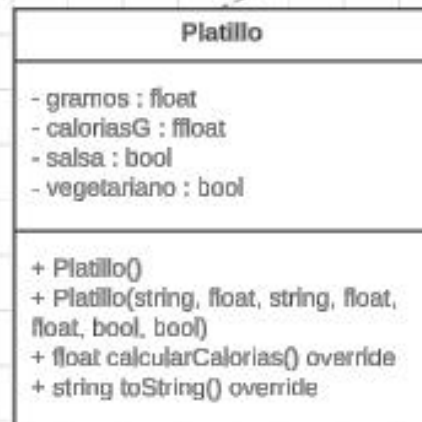 Platillo
- gramos : float
- caloriasG : ffloat
- salsa : bool
- vegetariano : bool
+ Platillo()
+ Platillo(string, float, string, float,
float, bool, bool)
+ float calcularCalorias() override
+ string toString() override